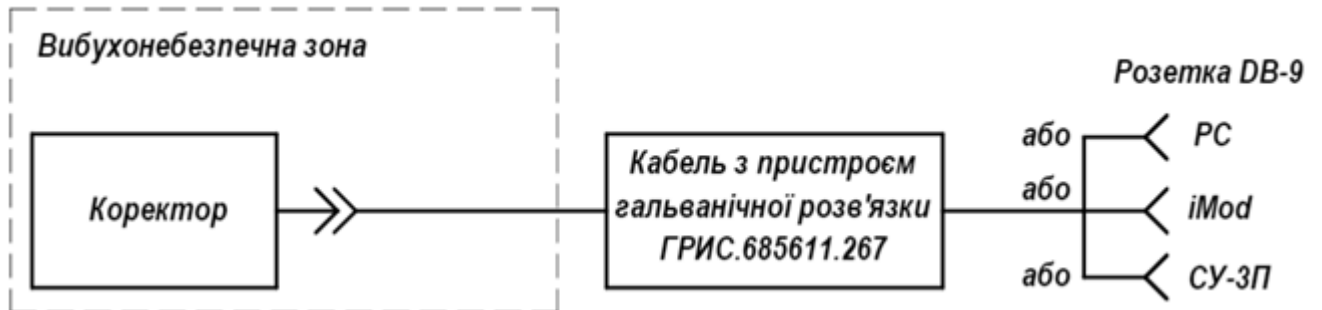 Вибухонебезпечна зона
Розетка DB-9
Коректор
Кабель з пристроєм
гальванічної розв'язки
ГРИС.685611.267
або
PC
або
iMod
або
СУ-3П